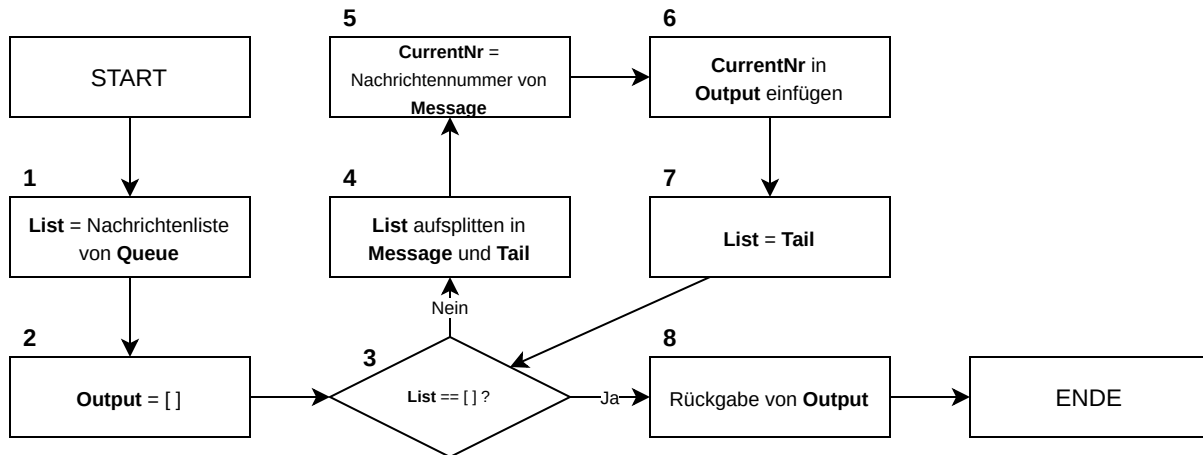 START
1
List = Nachrichtenliste
von Queue
2
Output = [ ]
3
List == [ ] ?
Nein
Ja
4
List aufsplitten in
Message und Tail
5
CurrentNr =
Nachrichtennummer von
Message
6
CurrentNr in
Output einfügen
7
List = Tail
8
Rückgabe von Output
ENDE